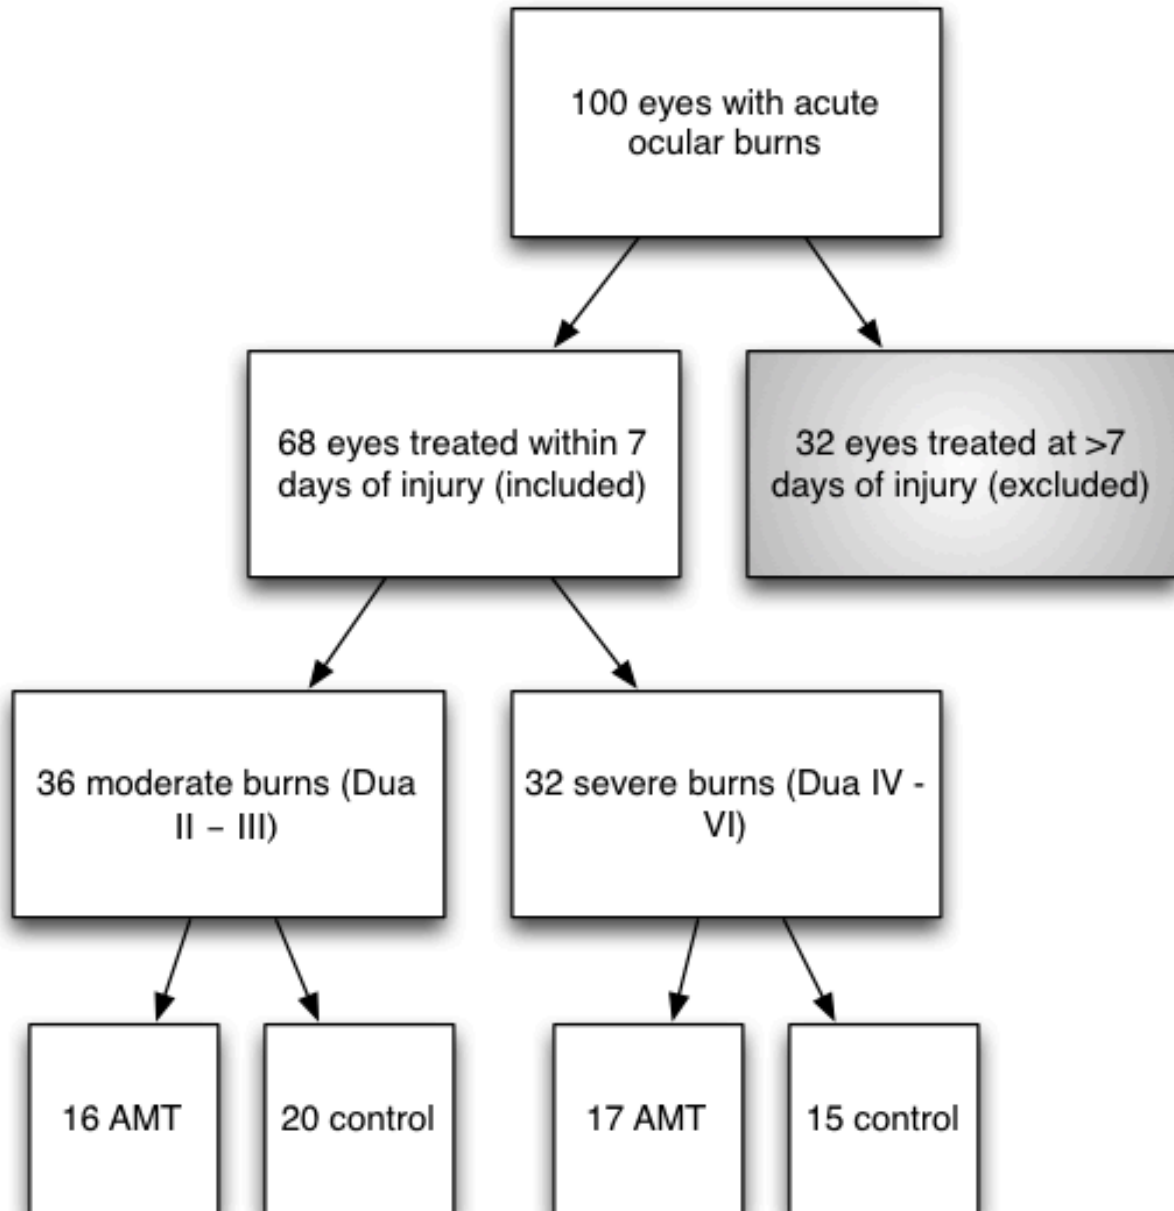 100 eyes with acute
ocular burns
68 eyes treated within 7
days of injury (included)
32 eyes treated at >7
days of injury (excluded)
36 moderate burns (Dua
II – III)
32 severe burns (Dua IV -
VI)
16 AMT
20 control
17 AMT
15 control